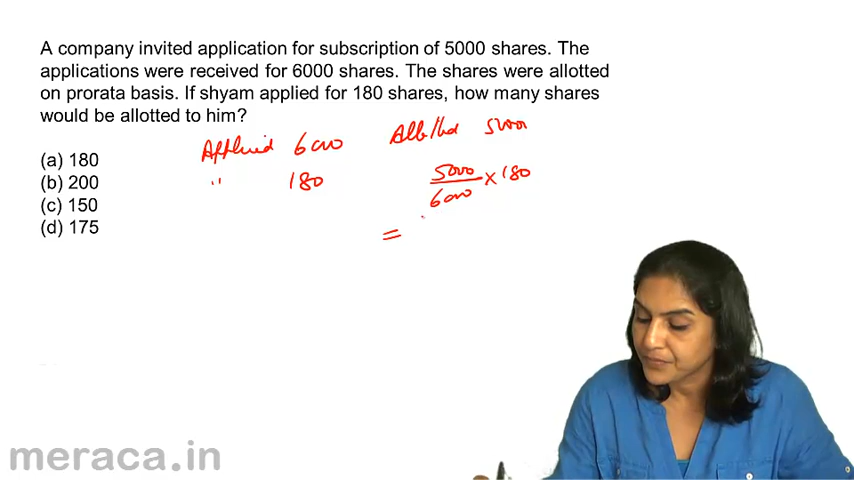 A company invited application for subscription of 5000 shares. The
applications were received for 6000 shares. The shares were allotted
on prorata basis. If shyam applied for 180 shares, how many shares
would be allotted to him?
Applied 6000 Allotted 5000
(a) 180
(b) 200
(c) 150
(d) 175
" 180 5000/6000 × 180
=
meraca.in